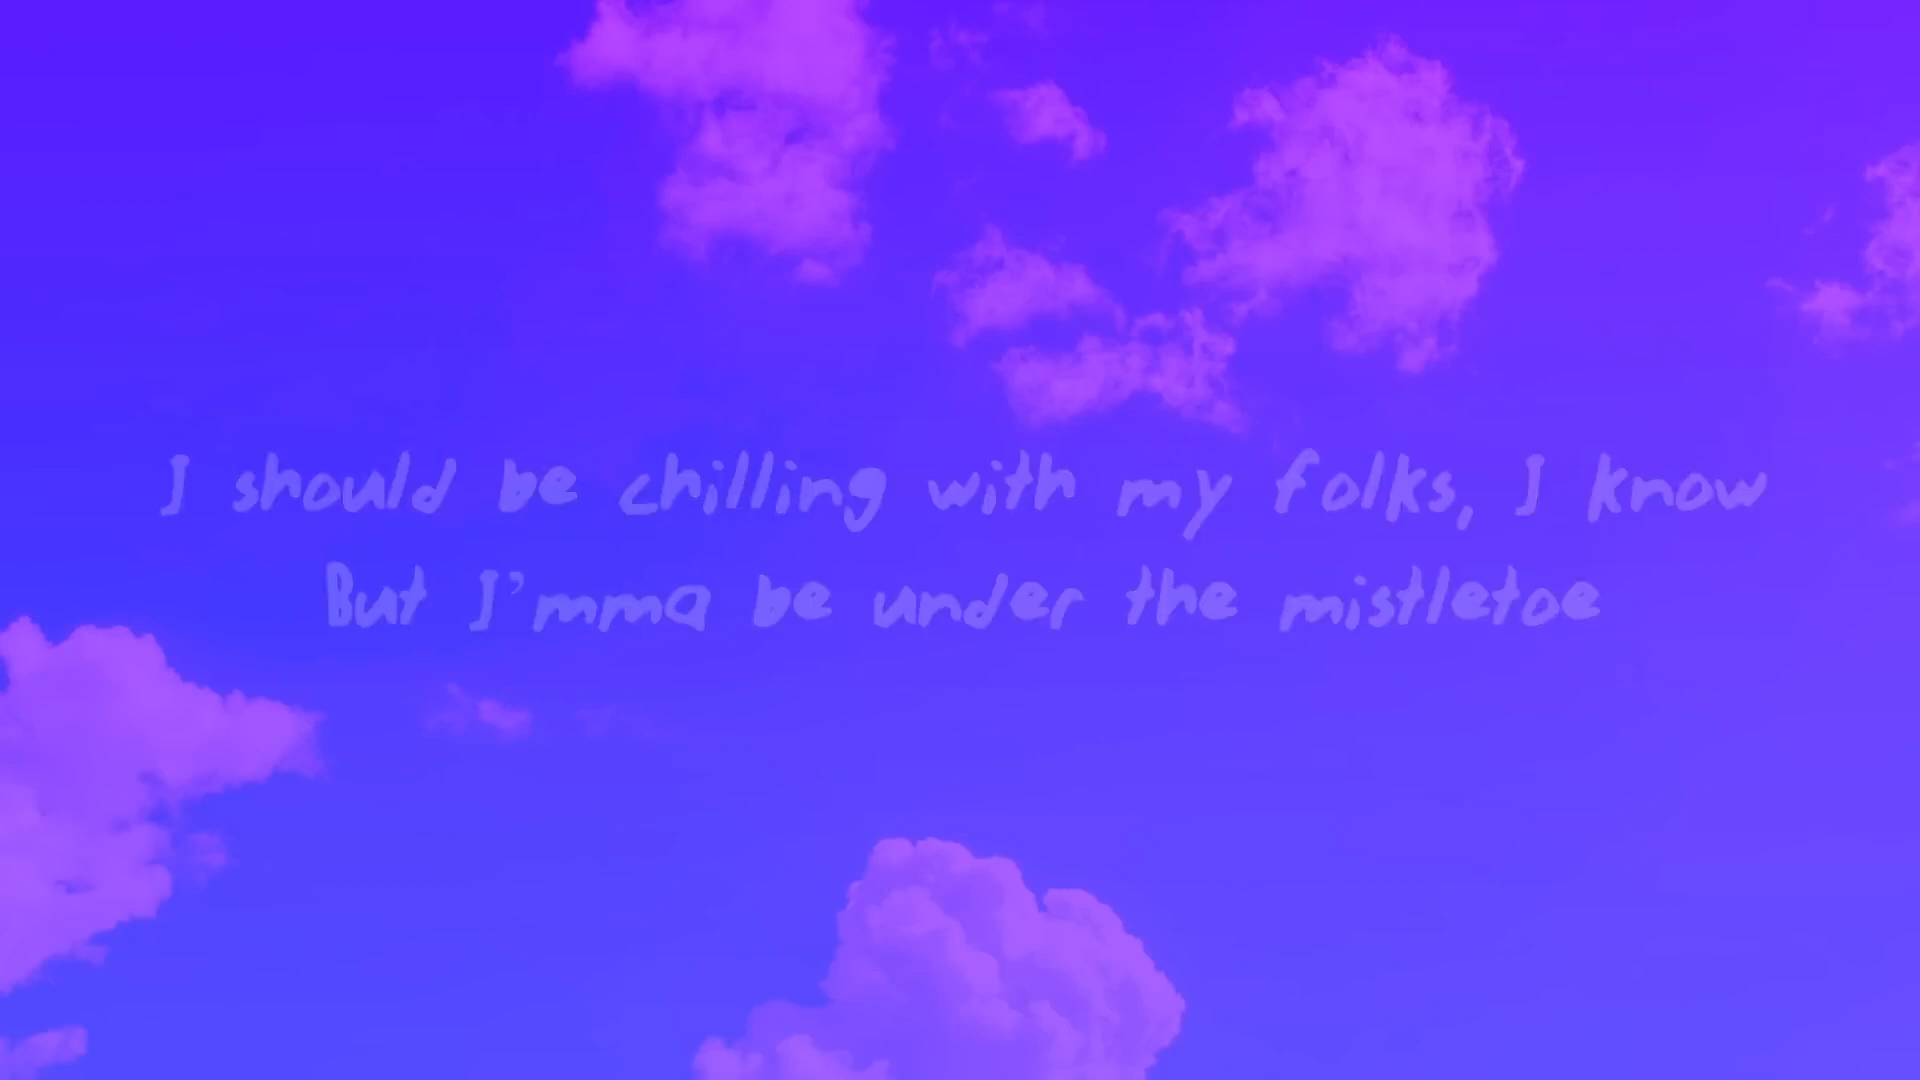 I should be chilling with my folks, I know
But I'mma be under the mistletoe